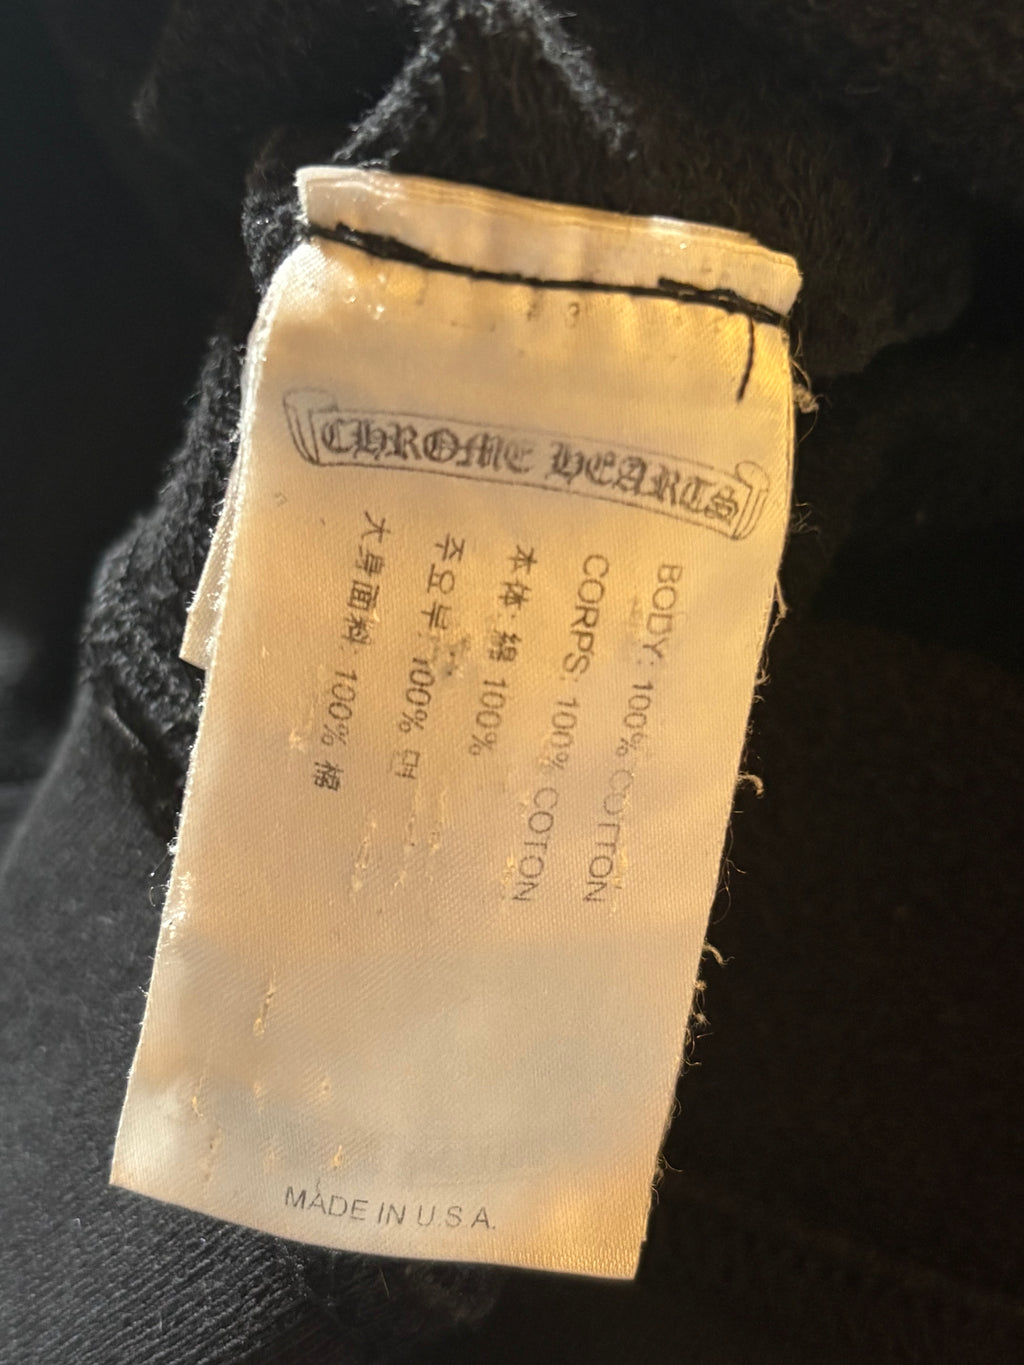 CHROME HEARTS
BODY: 100% COTTON
CORPS: 100% COTON
本体: 綿 100%
주요부: 100% 면
大身面料: 100% 棉
MADE IN U.S.A.